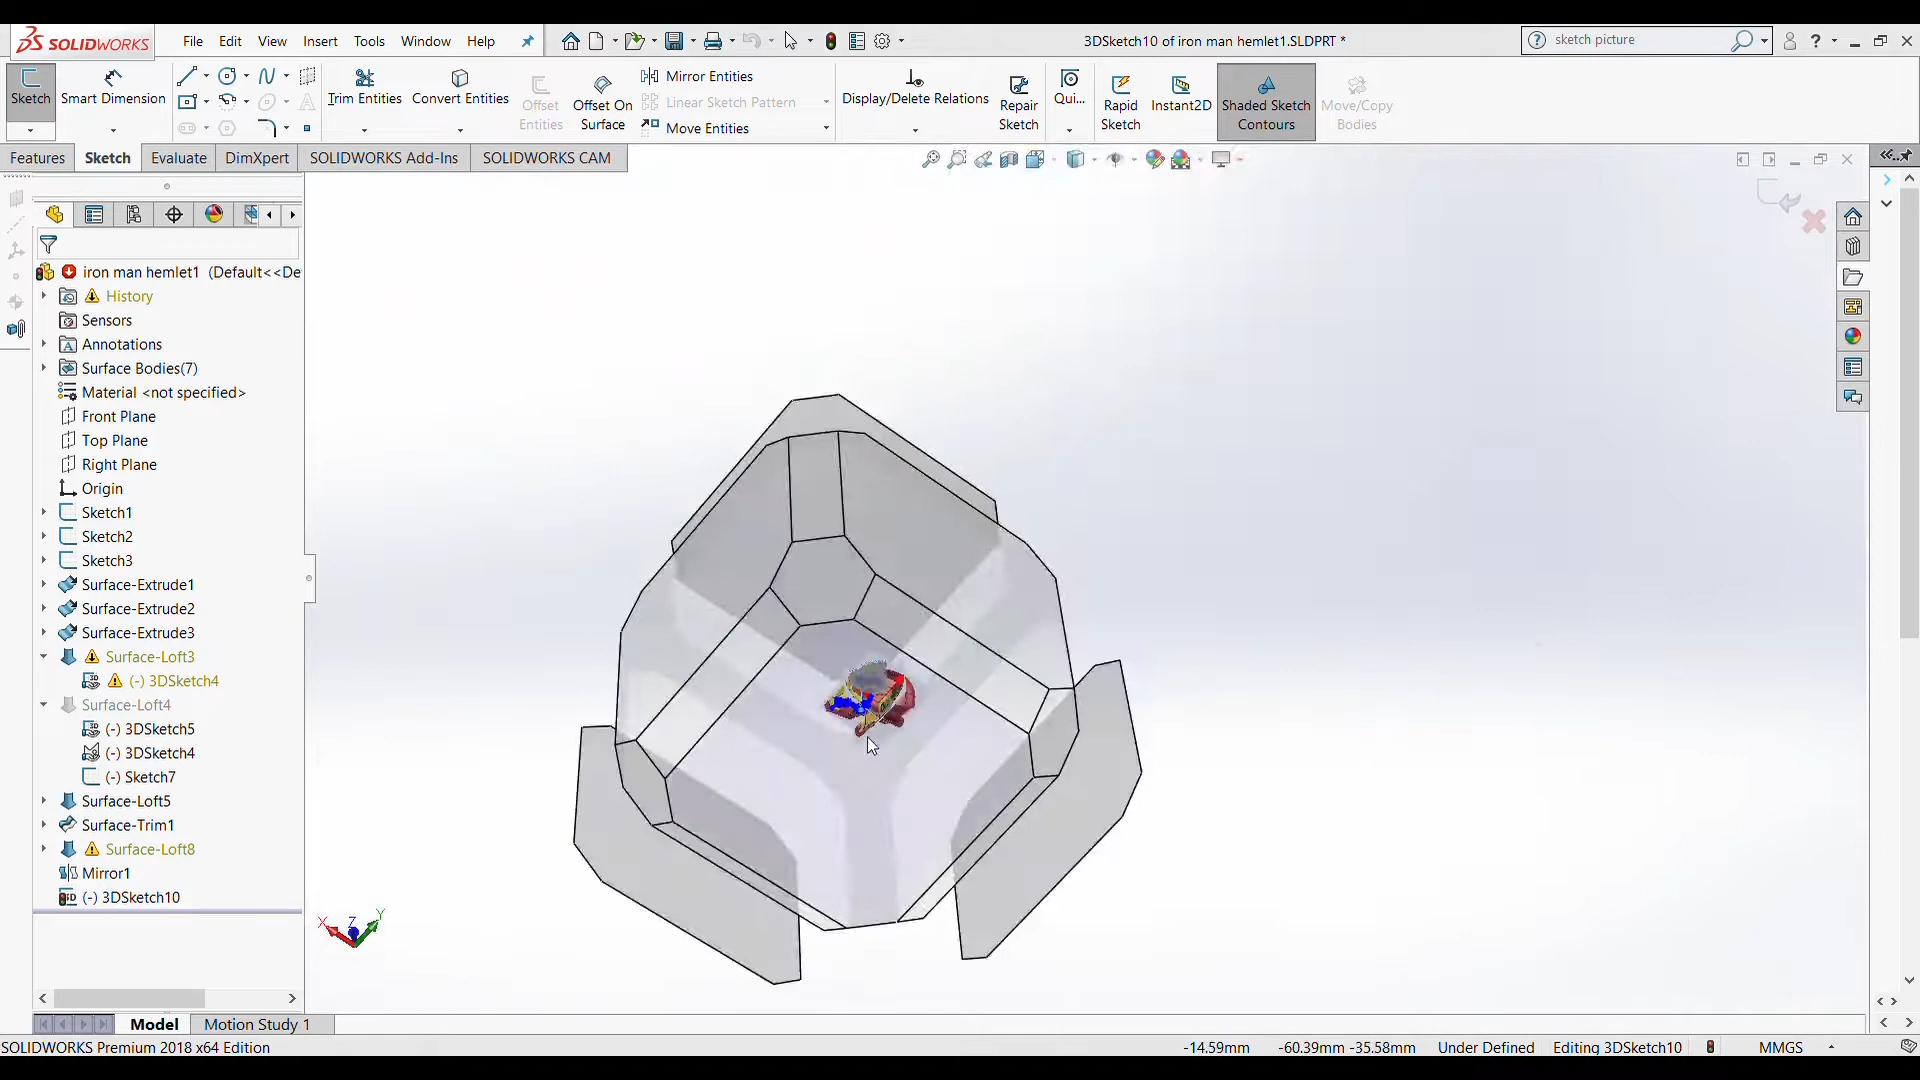 SOLIDWORKS
File Edit View Insert Tools Window Help
3DSketch10 of iron man hemlet1.SLDPRT *
sketch picture
Sketch
Smart Dimension
Trim Entities
Convert Entities
Offset Entities
Offset On Surface
Mirror Entities
Linear Sketch Pattern
Move Entities
Display/Delete Relations
Repair Sketch
Qui...
Rapid Sketch
Instant2D
Shaded Sketch Contours
Move/Copy Bodies
Features Sketch Evaluate DimXpert SOLIDWORKS Add-Ins SOLIDWORKS CAM
iron man hemlet1 (Default<<De
History
Sensors
Annotations
Surface Bodies(7)
Material <not specified>
Front Plane
Top Plane
Right Plane
Origin
Sketch1
Sketch2
Sketch3
Surface-Extrude1
Surface-Extrude2
Surface-Extrude3
Surface-Loft3
(-) 3DSketch4
Surface-Loft4
(-) 3DSketch5
(-) 3DSketch4
(-) Sketch7
Surface-Loft5
Surface-Trim1
Surface-Loft8
Mirror1
(-) 3DSketch10
X Z Y
Model Motion Study 1
SOLIDWORKS Premium 2018 x64 Edition
-14.59mm -60.39mm -35.58mm Under Defined Editing 3DSketch10 MMGS